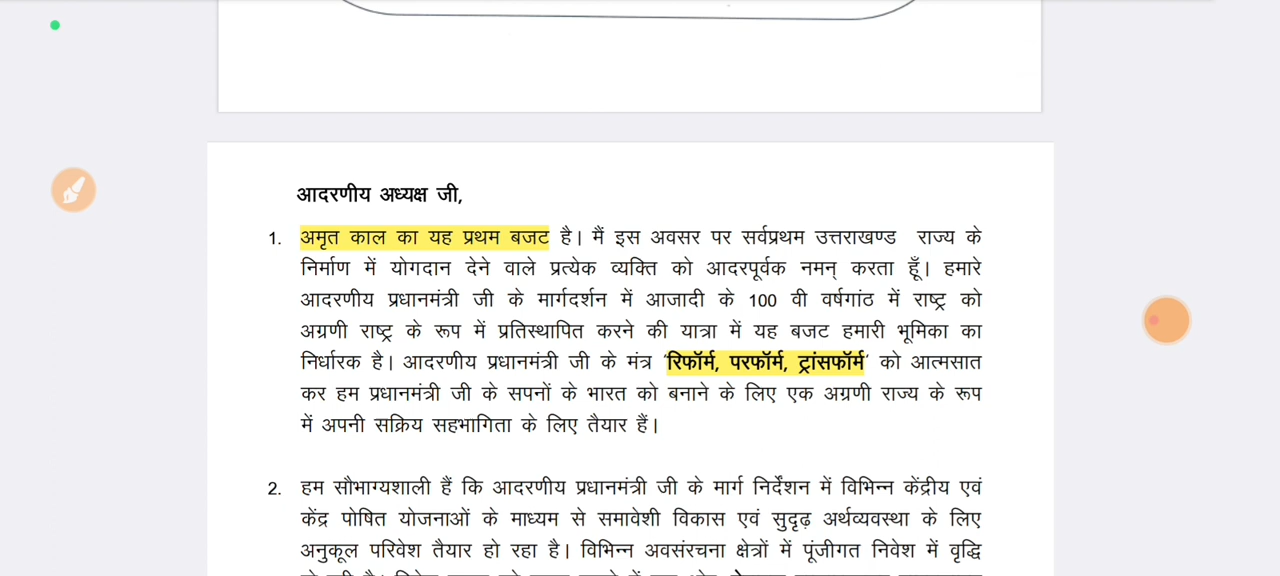 आदरणीय अध्यक्ष जी,
1. अमृत काल का यह प्रथम बजट है। मैं इस अवसर पर सर्वप्रथम उत्तराखण्ड राज्य के
निर्माण में योगदान देने वाले प्रत्येक व्यक्ति को आदरपूर्वक नमन् करता हूँ। हमारे
आदरणीय प्रधानमंत्री जी के मार्गदर्शन में आजादी के 100 वी वर्षगांठ में राष्ट्र को
अग्रणी राष्ट्र के रूप में प्रतिस्थापित करने की यात्रा में यह बजट हमारी भूमिका का
निर्धारक है। आदरणीय प्रधानमंत्री जी के मंत्र ‘रिफॉर्म, परफॉर्म, ट्रांसफॉर्म’ को आत्मसात
कर हम प्रधानमंत्री जी के सपनों के भारत को बनाने के लिए एक अग्रणी राज्य के रूप
में अपनी सक्रिय सहभागिता के लिए तैयार हैं।
2. हम सौभाग्यशाली हैं कि आदरणीय प्रधानमंत्री जी के मार्ग निर्देशन में विभिन्न केंद्रीय एवं
केंद्र पोषित योजनाओं के माध्यम से समावेशी विकास एवं सुदृढ़ अर्थव्यवस्था के लिए
अनुकूल परिवेश तैयार हो रहा है। विभिन्न अवसंरचना क्षेत्रों में पूंजीगत निवेश में वृद्धि